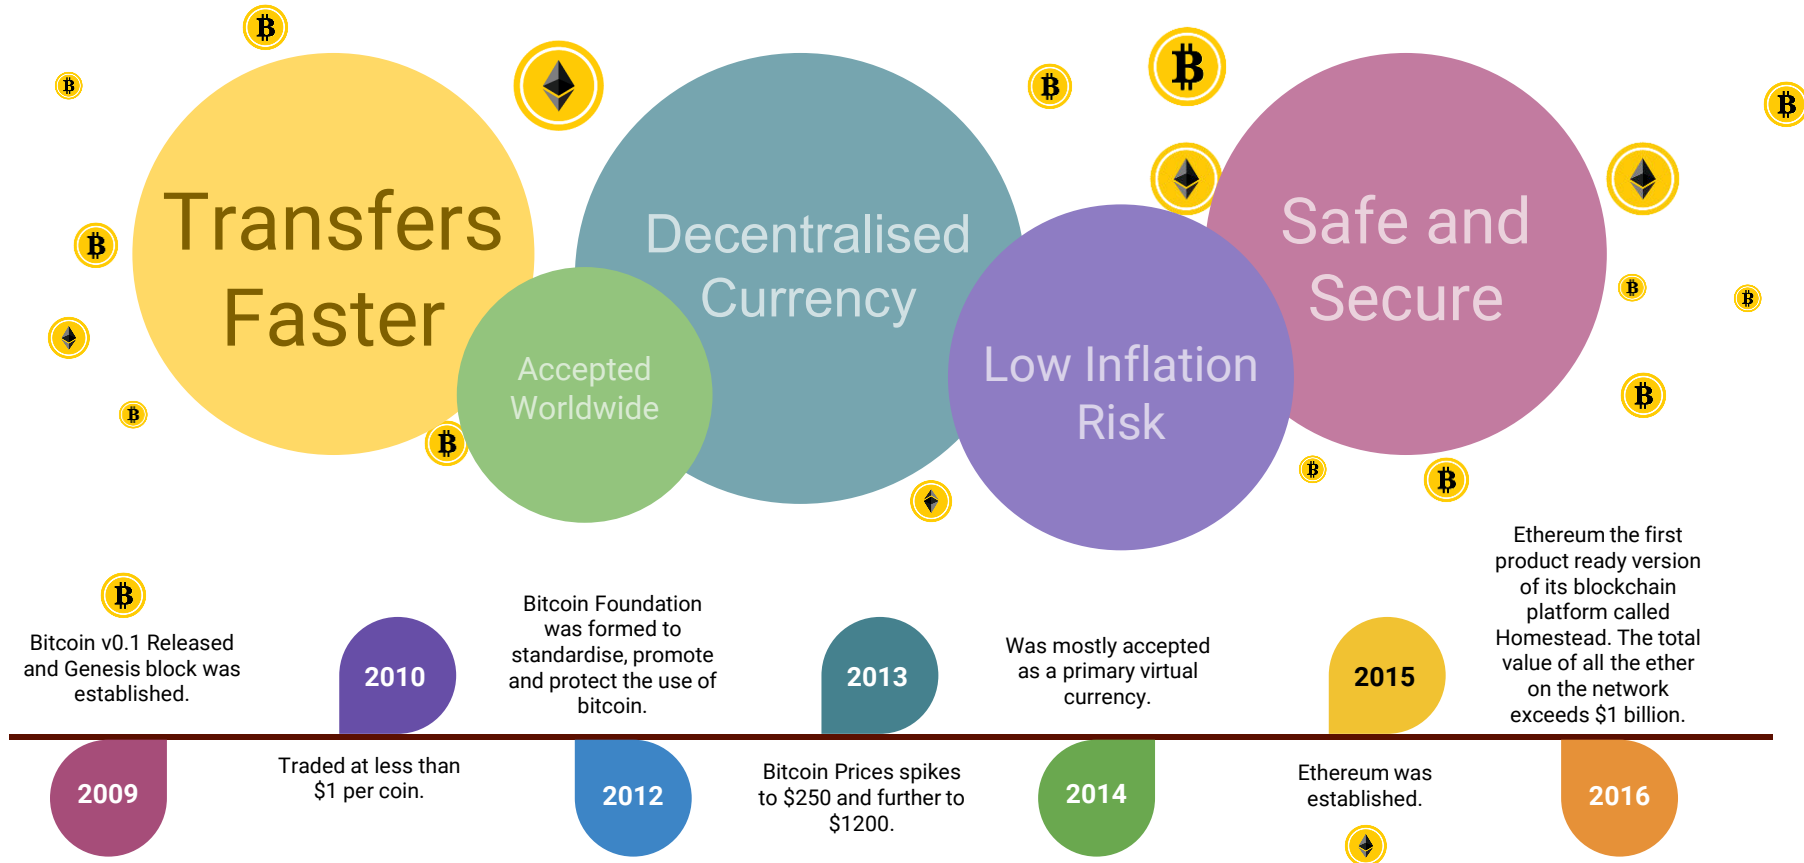 Transfers
Faster
Accepted
Worldwide
Decentralised
Currency
Low Inflation
Risk
Safe and
Secure
Bitcoin v0.1 Released
and Genesis block was
established.
2009
2010
Traded at less than
$1 per coin.
Bitcoin Foundation
was formed to
standardise, promote
and protect the use of
bitcoin.
2012
2013
Bitcoin Prices spikes
to $250 and further to
$1200.
Was mostly accepted
as a primary virtual
currency.
2014
2015
Ethereum was
established.
Ethereum the first
product ready version
of its blockchain
platform called
Homestead. The total
value of all the ether
on the network
exceeds $1 billion.
2016